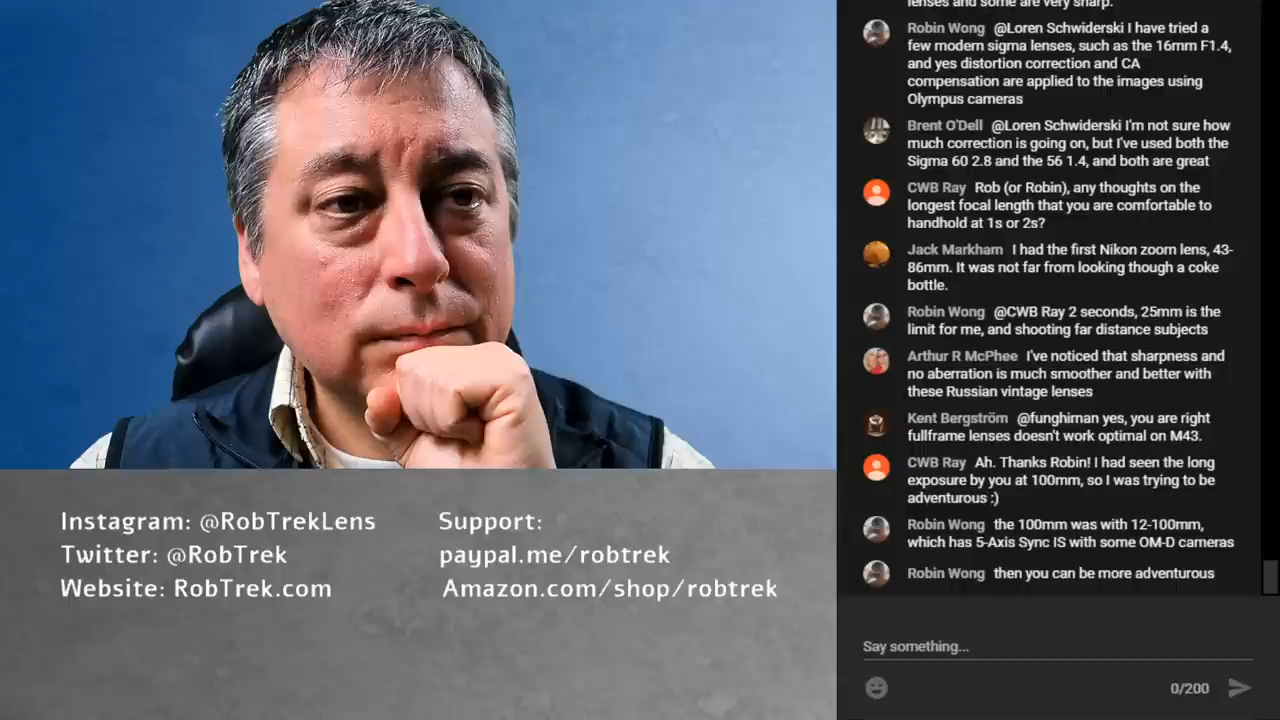 lenses and some are very sharp.
Robin Wong @Loren Schwiderski I have tried a
few modern sigma lenses, such as the 16mm F1.4,
and yes distortion correction and CA
compensation are applied to the images using
Olympus cameras
Brent O'Dell @Loren Schwiderski I'm not sure how
much correction is going on, but I've used both the
Sigma 60 2.8 and the 56 1.4, and both are great
CWB Ray Rob (or Robin), any thoughts on the
longest focal length that you are comfortable to
handhold at 1s or 2s?
Jack Markham I had the first Nikon zoom lens, 43-
86mm. It was not far from looking though a coke
bottle.
Robin Wong @CWB Ray 2 seconds, 25mm is the
limit for me, and shooting far distance subjects
Arthur R McPhee I've noticed that sharpness and
no aberration is much smoother and better with
these Russian vintage lenses
Kent Bergström @funghiman yes, you are right
fullframe lenses doesn't work optimal on M43.
CWB Ray Ah. Thanks Robin! I had seen the long
exposure by you at 100mm, so I was trying to be
adventurous :)
Robin Wong the 100mm was with 12-100mm,
which has 5-Axis Sync IS with some OM-D cameras
Robin Wong then you can be more adventurous
Say something...
0/200
Instagram: @RobTrekLens
Twitter: @RobTrek
Website: RobTrek.com
Support:
paypal.me/robtrek
Amazon.com/shop/robtrek